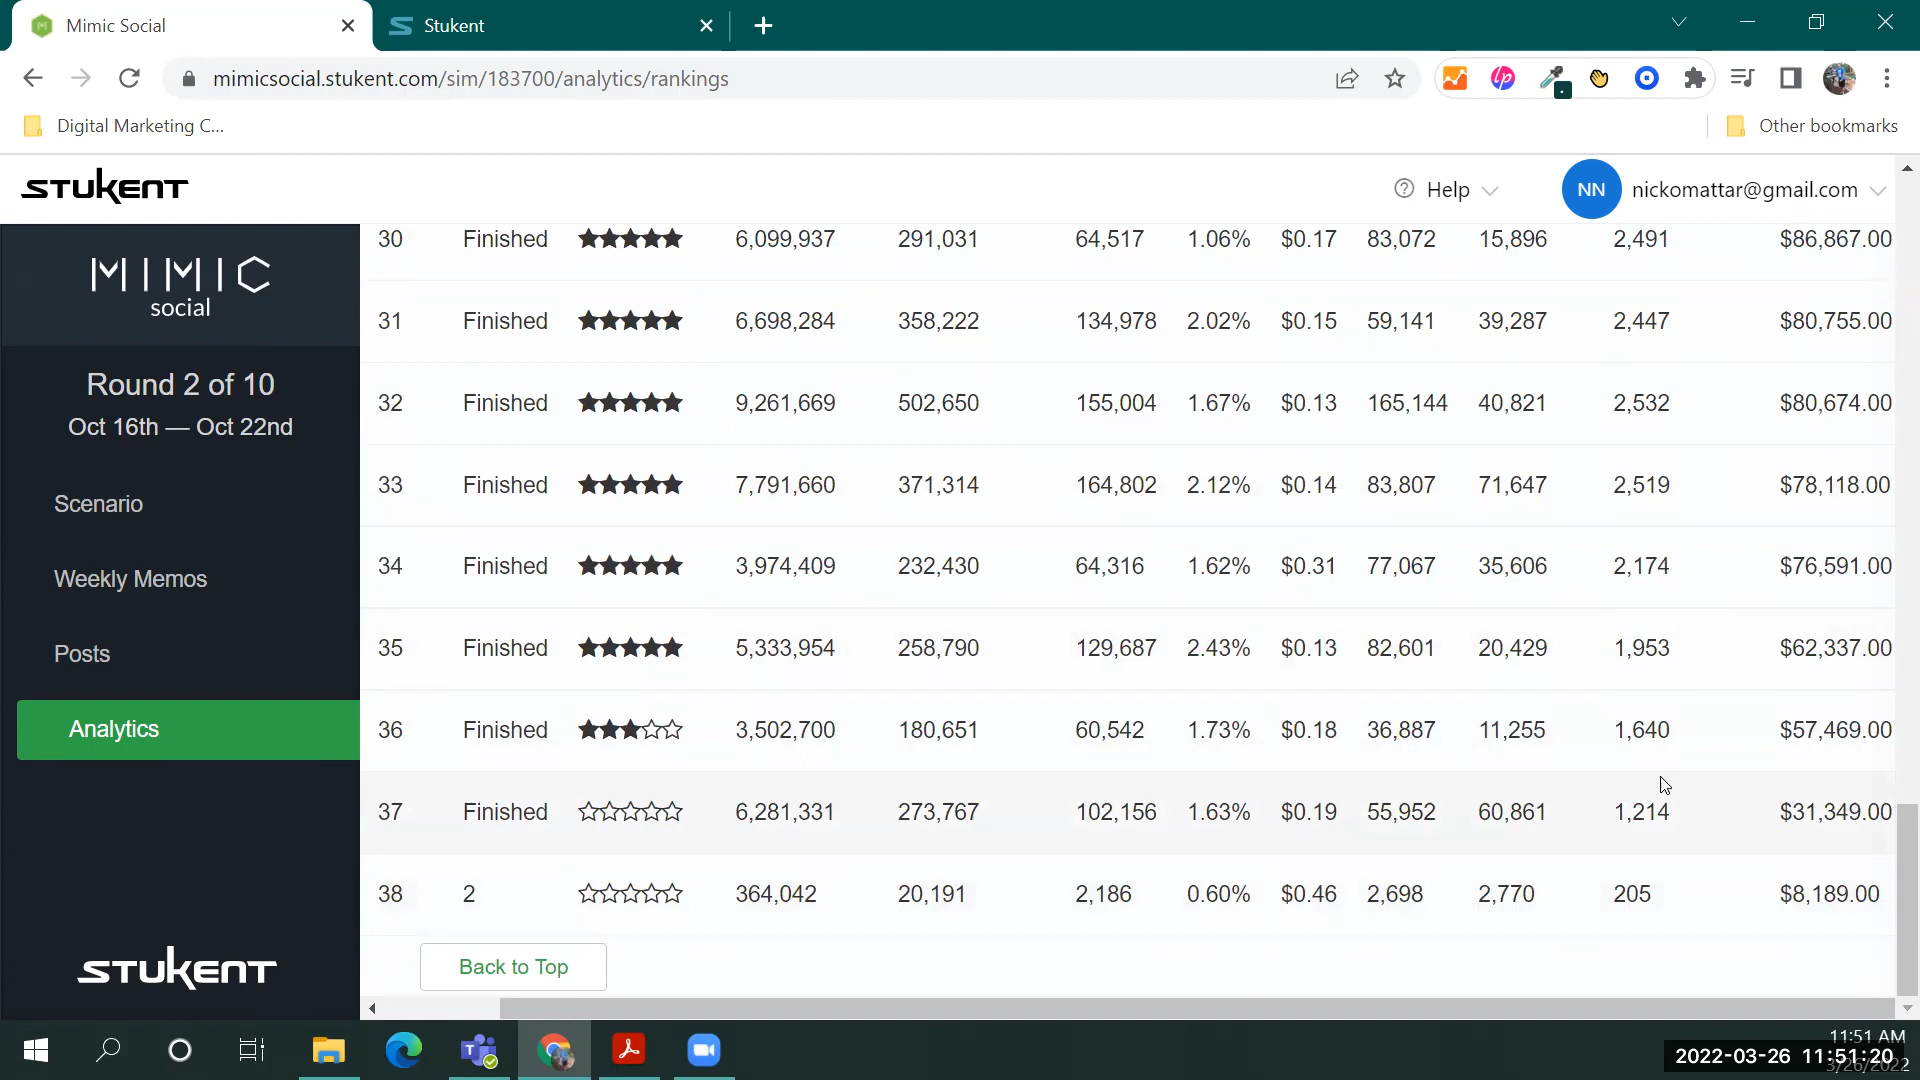 Mimic Social
Stukent
mimicsocial.stukent.com/sim/183700/analytics/rankings
Digital Marketing C...
Other bookmarks
STUKENT
Help
NN
nickomattar@gmail.com
MIMIC
social
Round 2 of 10
Oct 16th — Oct 22nd
Scenario
Weekly Memos
Posts
Analytics
STUKENT
30 Finished ★★★★★ 6,099,937 291,031 64,517 1.06% $0.17 83,072 15,896 2,491 $86,867.00
31 Finished ★★★★★ 6,698,284 358,222 134,978 2.02% $0.15 59,141 39,287 2,447 $80,755.00
32 Finished ★★★★★ 9,261,669 502,650 155,004 1.67% $0.13 165,144 40,821 2,532 $80,674.00
33 Finished ★★★★★ 7,791,660 371,314 164,802 2.12% $0.14 83,807 71,647 2,519 $78,118.00
34 Finished ★★★★★ 3,974,409 232,430 64,316 1.62% $0.31 77,067 35,606 2,174 $76,591.00
35 Finished ★★★★★ 5,333,954 258,790 129,687 2.43% $0.13 82,601 20,429 1,953 $62,337.00
36 Finished ★★★☆☆ 3,502,700 180,651 60,542 1.73% $0.18 36,887 11,255 1,640 $57,469.00
37 Finished ☆☆☆☆☆ 6,281,331 273,767 102,156 1.63% $0.19 55,952 60,861 1,214 $31,349.00
38 2 ☆☆☆☆☆ 364,042 20,191 2,186 0.60% $0.46 2,698 2,770 205 $8,189.00
Back to Top
11:51 AM
2022-03-26 11:51:20
3/26/2022